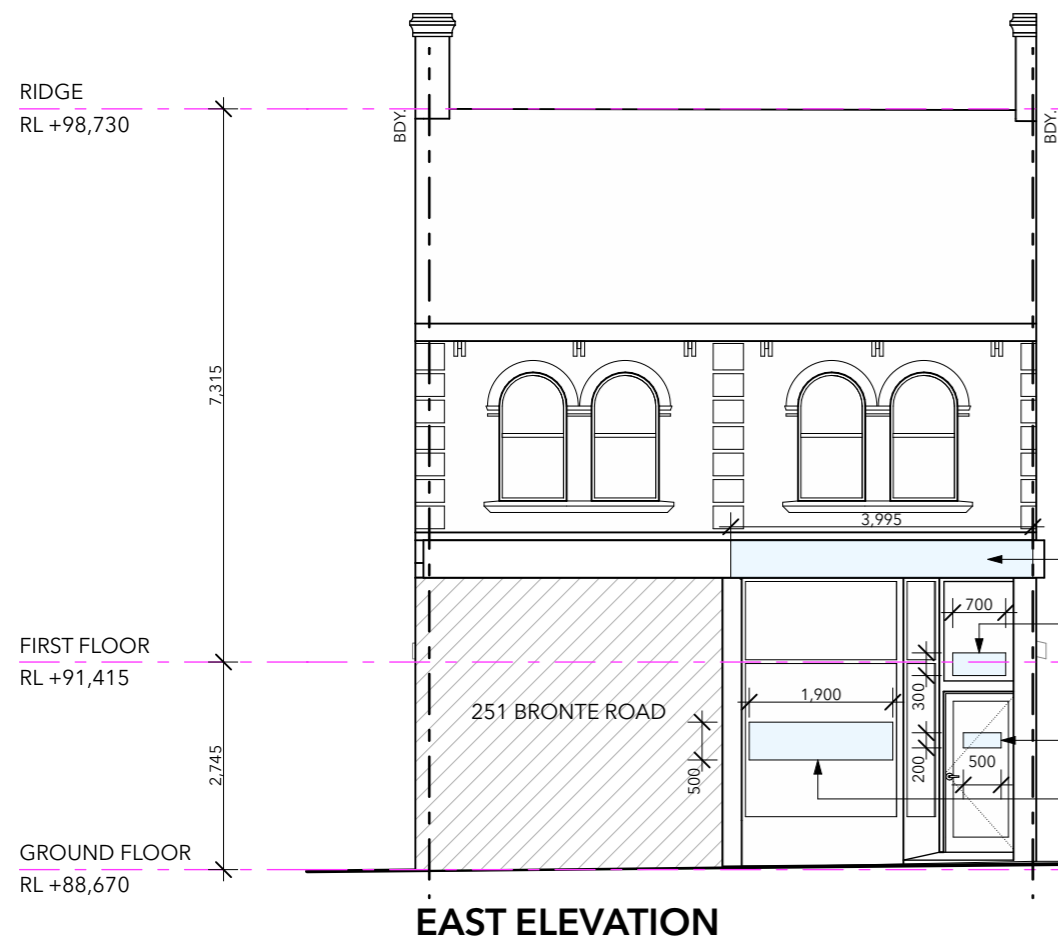 RIDGE
RL +98,730
BDY.
BDY.
7,315
3,995
FIRST FLOOR
RL +91,415
700
300
1,900
251 BRONTE ROAD
500
200
500
2,745
GROUND FLOOR
RL +88,670
EAST ELEVATION